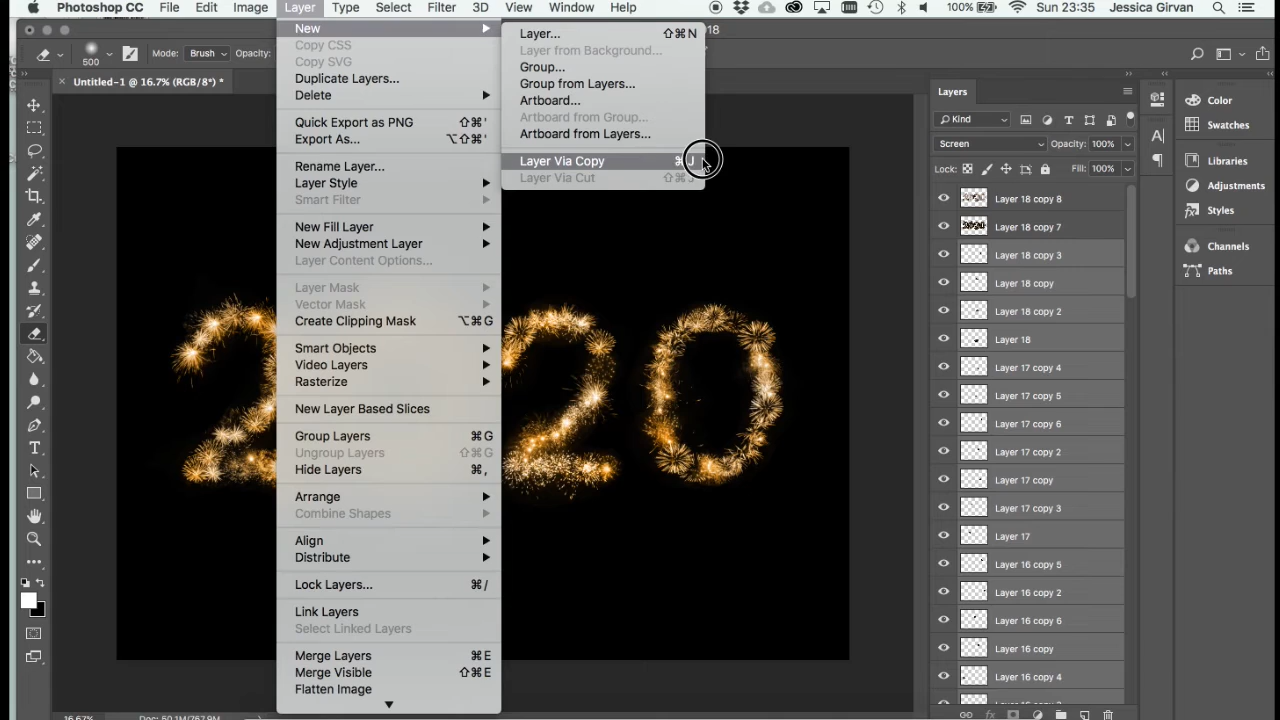 Photoshop CC File Edit Image Layer Type Select Filter 3D View Window Help 100% Sun 23:35 Jessica Girvan
18
500 Mode: Brush Opacity:
Untitled-1 @ 16.7% (RGB/8*) *
New
Copy CSS
Copy SVG
Duplicate Layers...
Delete
Quick Export as PNG ⇧⌘'
Export As... ⌥⇧⌘'
Rename Layer...
Layer Style
Smart Filter
New Fill Layer
New Adjustment Layer
Layer Content Options...
Layer Mask
Vector Mask
Create Clipping Mask ⌥⌘G
Smart Objects
Video Layers
Rasterize
New Layer Based Slices
Group Layers ⌘G
Ungroup Layers ⇧⌘G
Hide Layers ⌘,
Arrange
Combine Shapes
Align
Distribute
Lock Layers... ⌘/
Link Layers
Select Linked Layers
Merge Layers ⌘E
Merge Visible ⇧⌘E
Flatten Image
Layer... ⇧⌘N
Layer from Background...
Group...
Group from Layers...
Artboard...
Artboard from Group...
Artboard from Layers...
Layer Via Copy ⌘J
Layer Via Cut ⇧⌘J
2 20
Layers
Kind
Screen Opacity: 100%
Lock: Fill: 100%
Layer 18 copy 8
Layer 18 copy 7
Layer 18 copy 3
Layer 18 copy
Layer 18 copy 2
Layer 18
Layer 17 copy 4
Layer 17 copy 5
Layer 17 copy 6
Layer 17 copy 2
Layer 17 copy
Layer 17 copy 3
Layer 17
Layer 16 copy 5
Layer 16 copy 2
Layer 16 copy 6
Layer 16 copy
Layer 16 copy 4
Color
Swatches
Libraries
Adjustments
Styles
Channels
Paths
16.67% Doc: 50.1M/767.9M